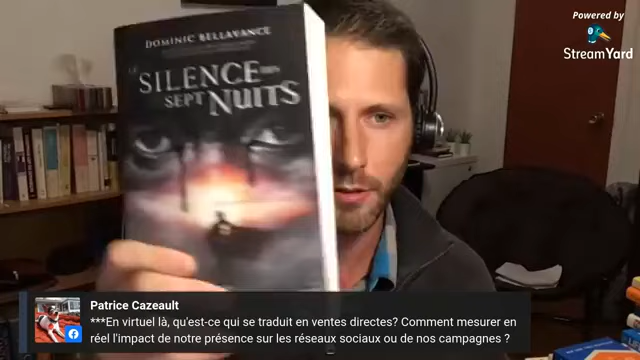 Powered by
StreamYard
DOMINIC BELLAVANCE
LE SILENCE DES
SEPT NUITS
Patrice Cazeault
***En virtuel là, qu'est-ce qui se traduit en ventes directes? Comment mesurer en
réel l'impact de notre présence sur les réseaux sociaux ou de nos campagnes ?